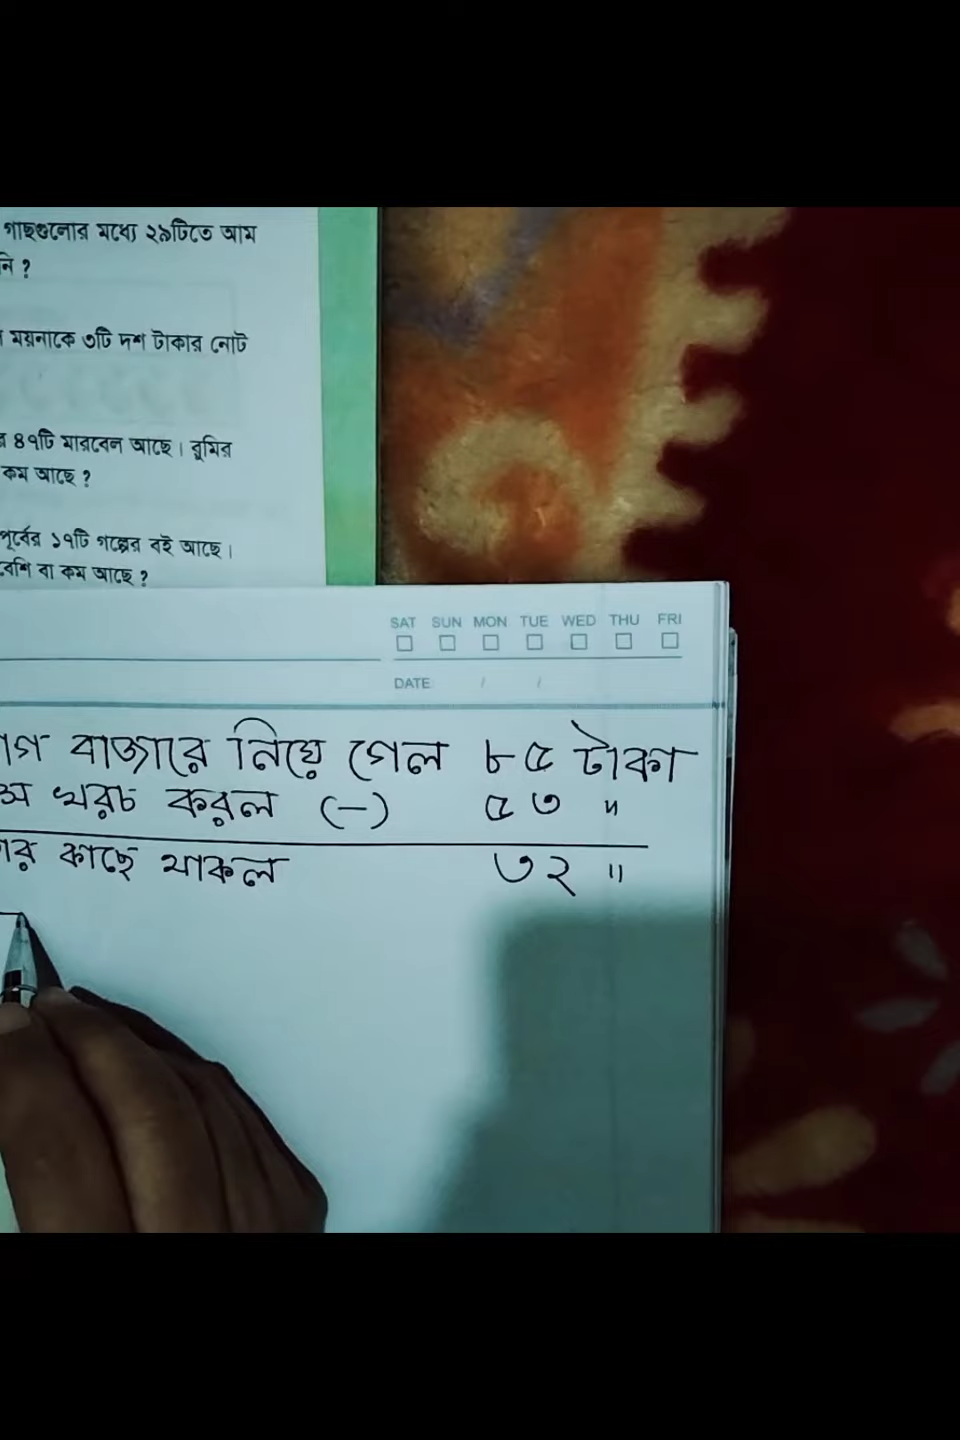 গাছগুলোর মধ্যে ২৯টিতে আম
নি ?
ময়নাকে ৩টি দশ টাকার নোট
র ৪৭টি মারবেল আছে। রুমির
কম আছে ?
পূর্বের ১৭টি গল্পের বই আছে।
বেশি বা কম আছে ?
SAT SUN MON TUE WED THU FRI
DATE / /
াগ বাজারে নিয়ে গেল ৮৫ টাকা
খরচ করল (−) ৫৩ "
ার কাছে থাকল ৩২ "